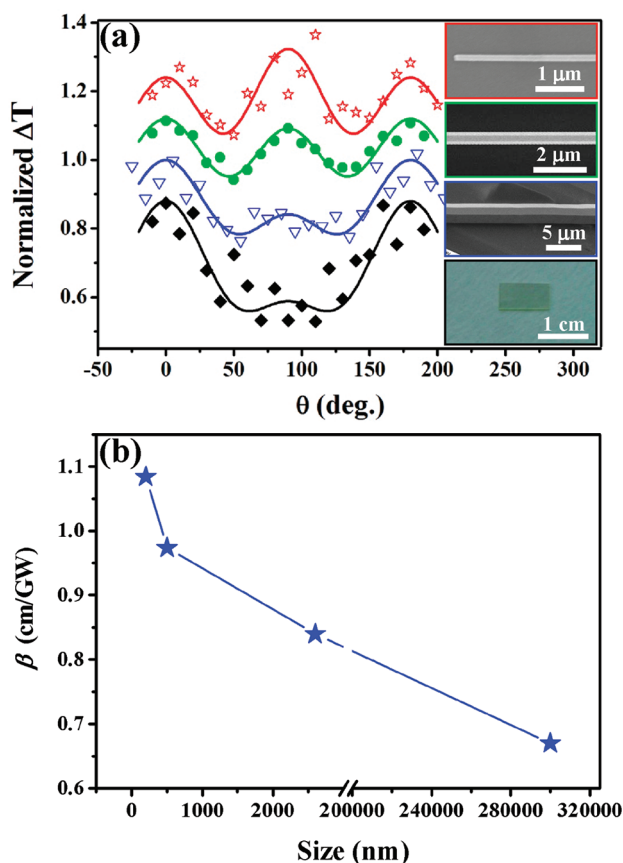 (a)
Normalized ΔT
1.4
1.2
1.0
0.8
0.6
-50 0 50 100 150 200 250 300
θ (deg.)
1 μm
2 μm
5 μm
1 cm
(b)
β (cm/GW)
1.1
1.0
0.9
0.8
0.7
0.6
0 1000 2000 200000 240000 280000 320000
Size (nm)